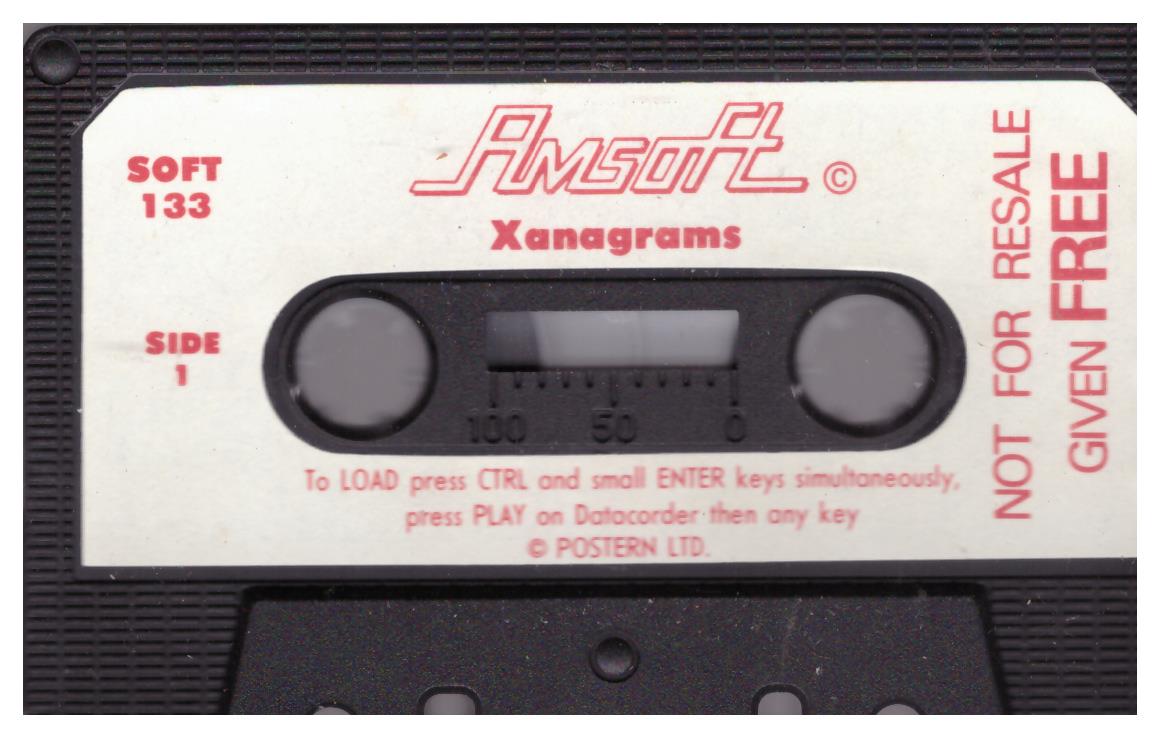 Amsoft ©
SOFT
133
Xanagrams
SIDE
1
100 50 0
To LOAD press CTRL and small ENTER keys simultaneously,
press PLAY on Datacorder then any key
© POSTERN LTD.
NOT FOR RESALE
GIVEN FREE